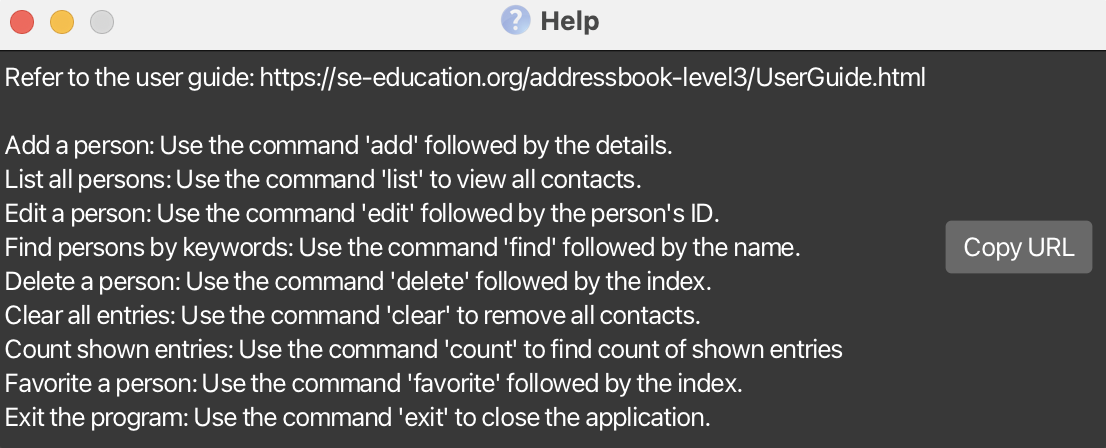 Help
Refer to the user guide: https://se-education.org/addressbook-level3/UserGuide.html
Add a person: Use the command 'add' followed by the details.
List all persons: Use the command 'list' to view all contacts.
Edit a person: Use the command 'edit' followed by the person's ID.
Find persons by keywords: Use the command 'find' followed by the name.
Copy URL
Delete a person: Use the command 'delete' followed by the index.
Clear all entries: Use the command 'clear' to remove all contacts.
Count shown entries: Use the command 'count' to find count of shown entries
Favorite a person: Use the command 'favorite' followed by the index.
Exit the program: Use the command 'exit' to close the application.